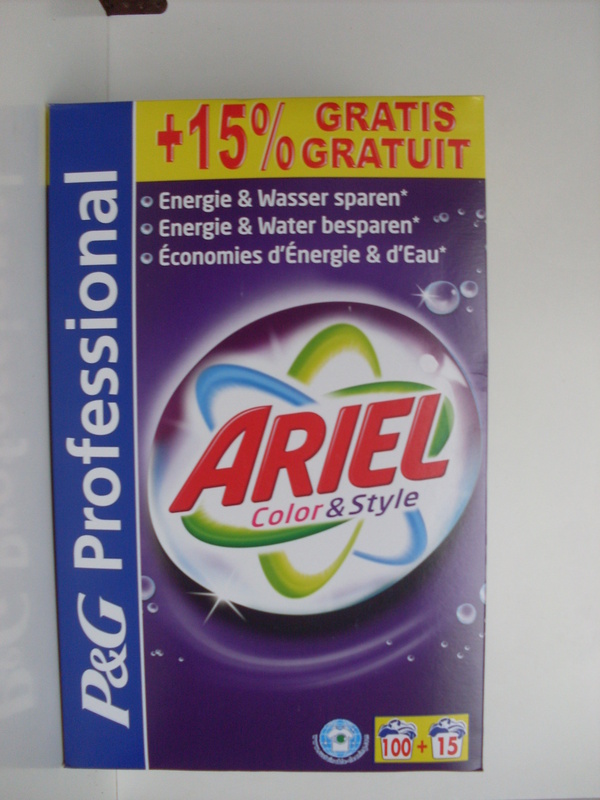 +15% GRATIS
GRATUIT
Energie & Wasser sparen*
Energie & Water besparen*
Économies d'Énergie & d'Eau*
P&G Professional
ARIEL
Color & Style
100 + 15